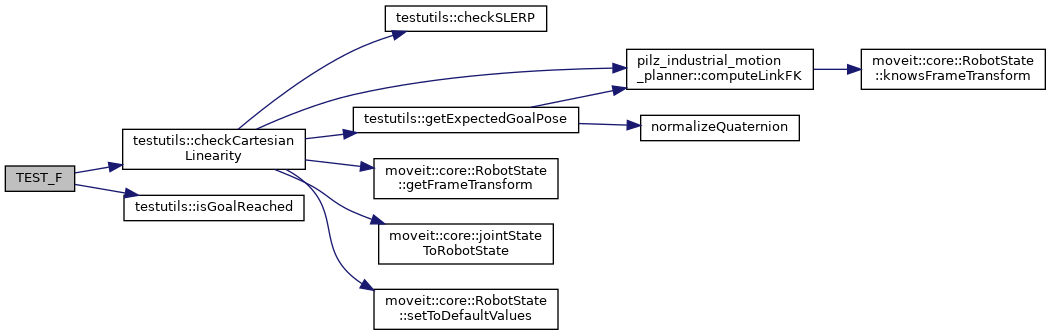 TEST_F
testutils::checkCartesian
Linearity
testutils::isGoalReached
testutils::checkSLERP
testutils::getExpectedGoalPose
moveit::core::RobotState
::getFrameTransform
moveit::core::jointState
ToRobotState
moveit::core::RobotState
::setToDefaultValues
pilz_industrial_motion
_planner::computeLinkFK
normalizeQuaternion
moveit::core::RobotState
::knowsFrameTransform